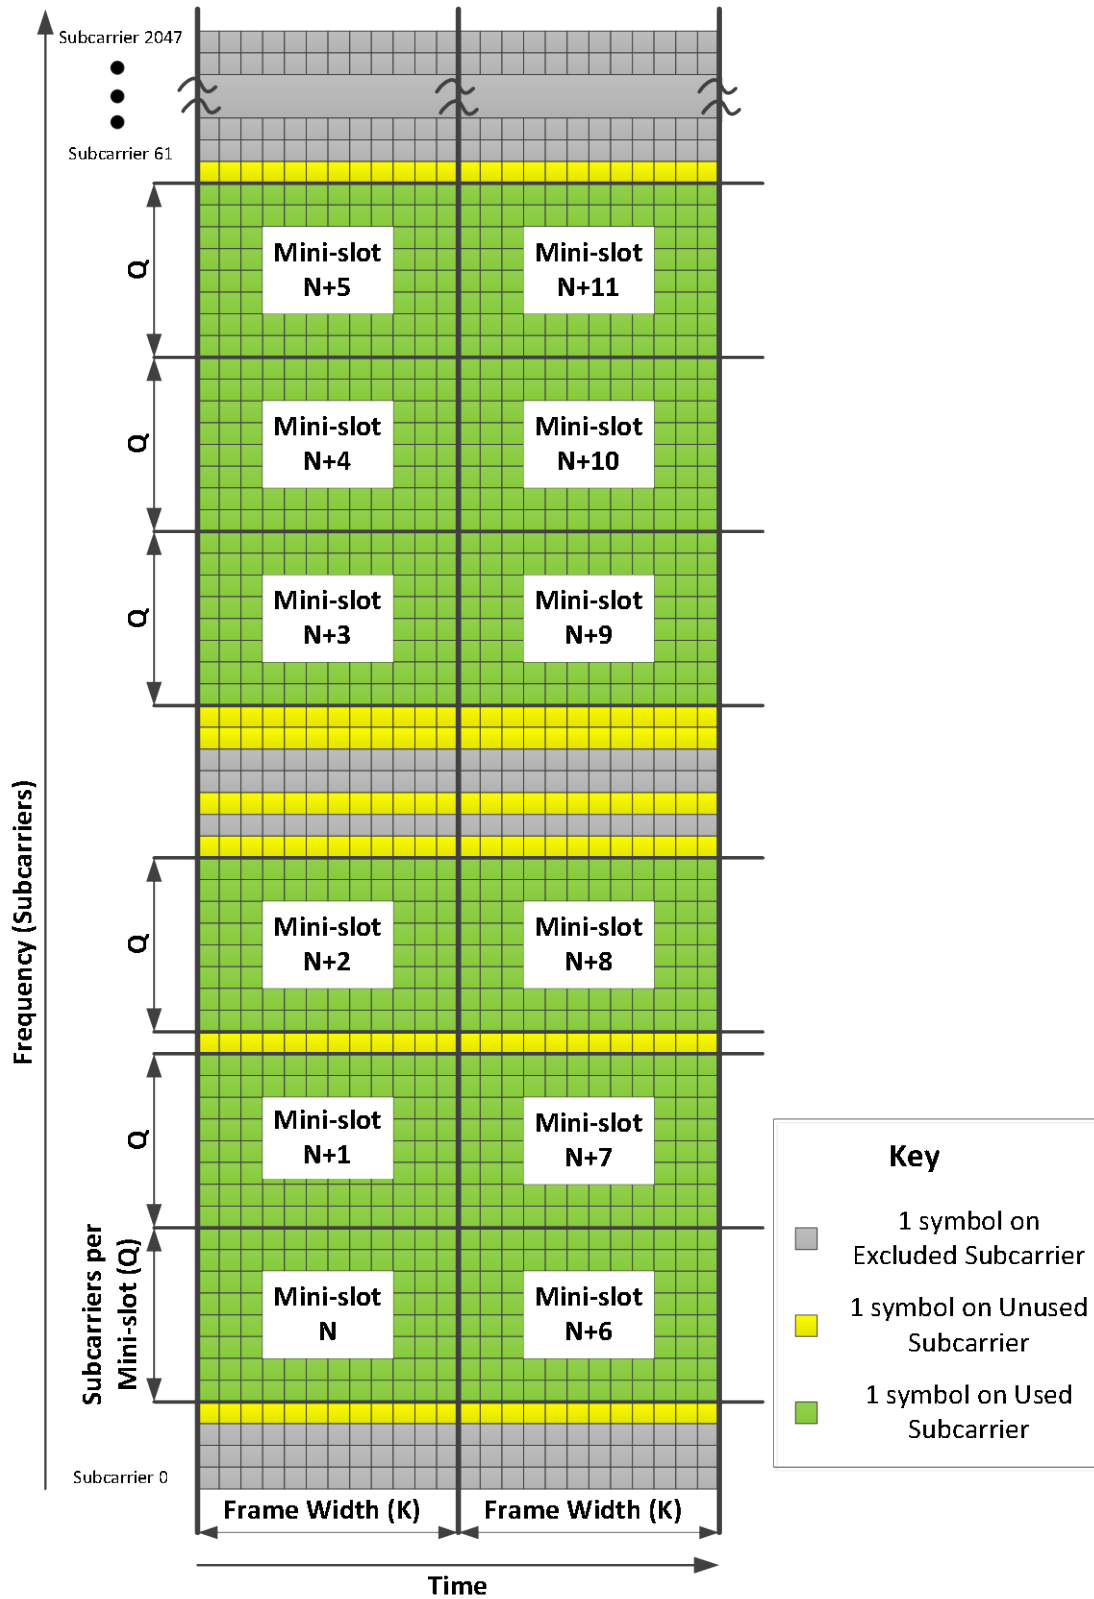 Subcarrier 2047
Subcarrier 61
Q
Mini-slot
N+5
Mini-slot
N+11
Q
Mini-slot
N+4
Mini-slot
N+10
Q
Mini-slot
N+3
Mini-slot
N+9
Frequency (Subcarriers)
Q
Mini-slot
N+2
Mini-slot
N+8
Q
Mini-slot
N+1
Mini-slot
N+7
Subcarriers per
Mini-slot (Q)
Mini-slot
N
Mini-slot
N+6
Subcarrier 0
Frame Width (K)
Frame Width (K)
Time
Key
1 symbol on
Excluded Subcarrier
1 symbol on Unused
Subcarrier
1 symbol on Used
Subcarrier